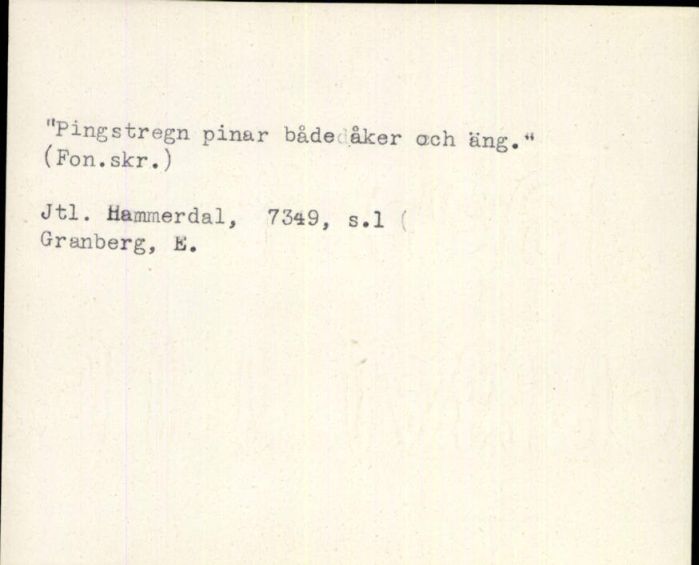 "Pingstregn pinar både åker och äng."
(Fon.skr.)
Jtl. Hammerdal, 7349, s.1 (
Granberg, E.